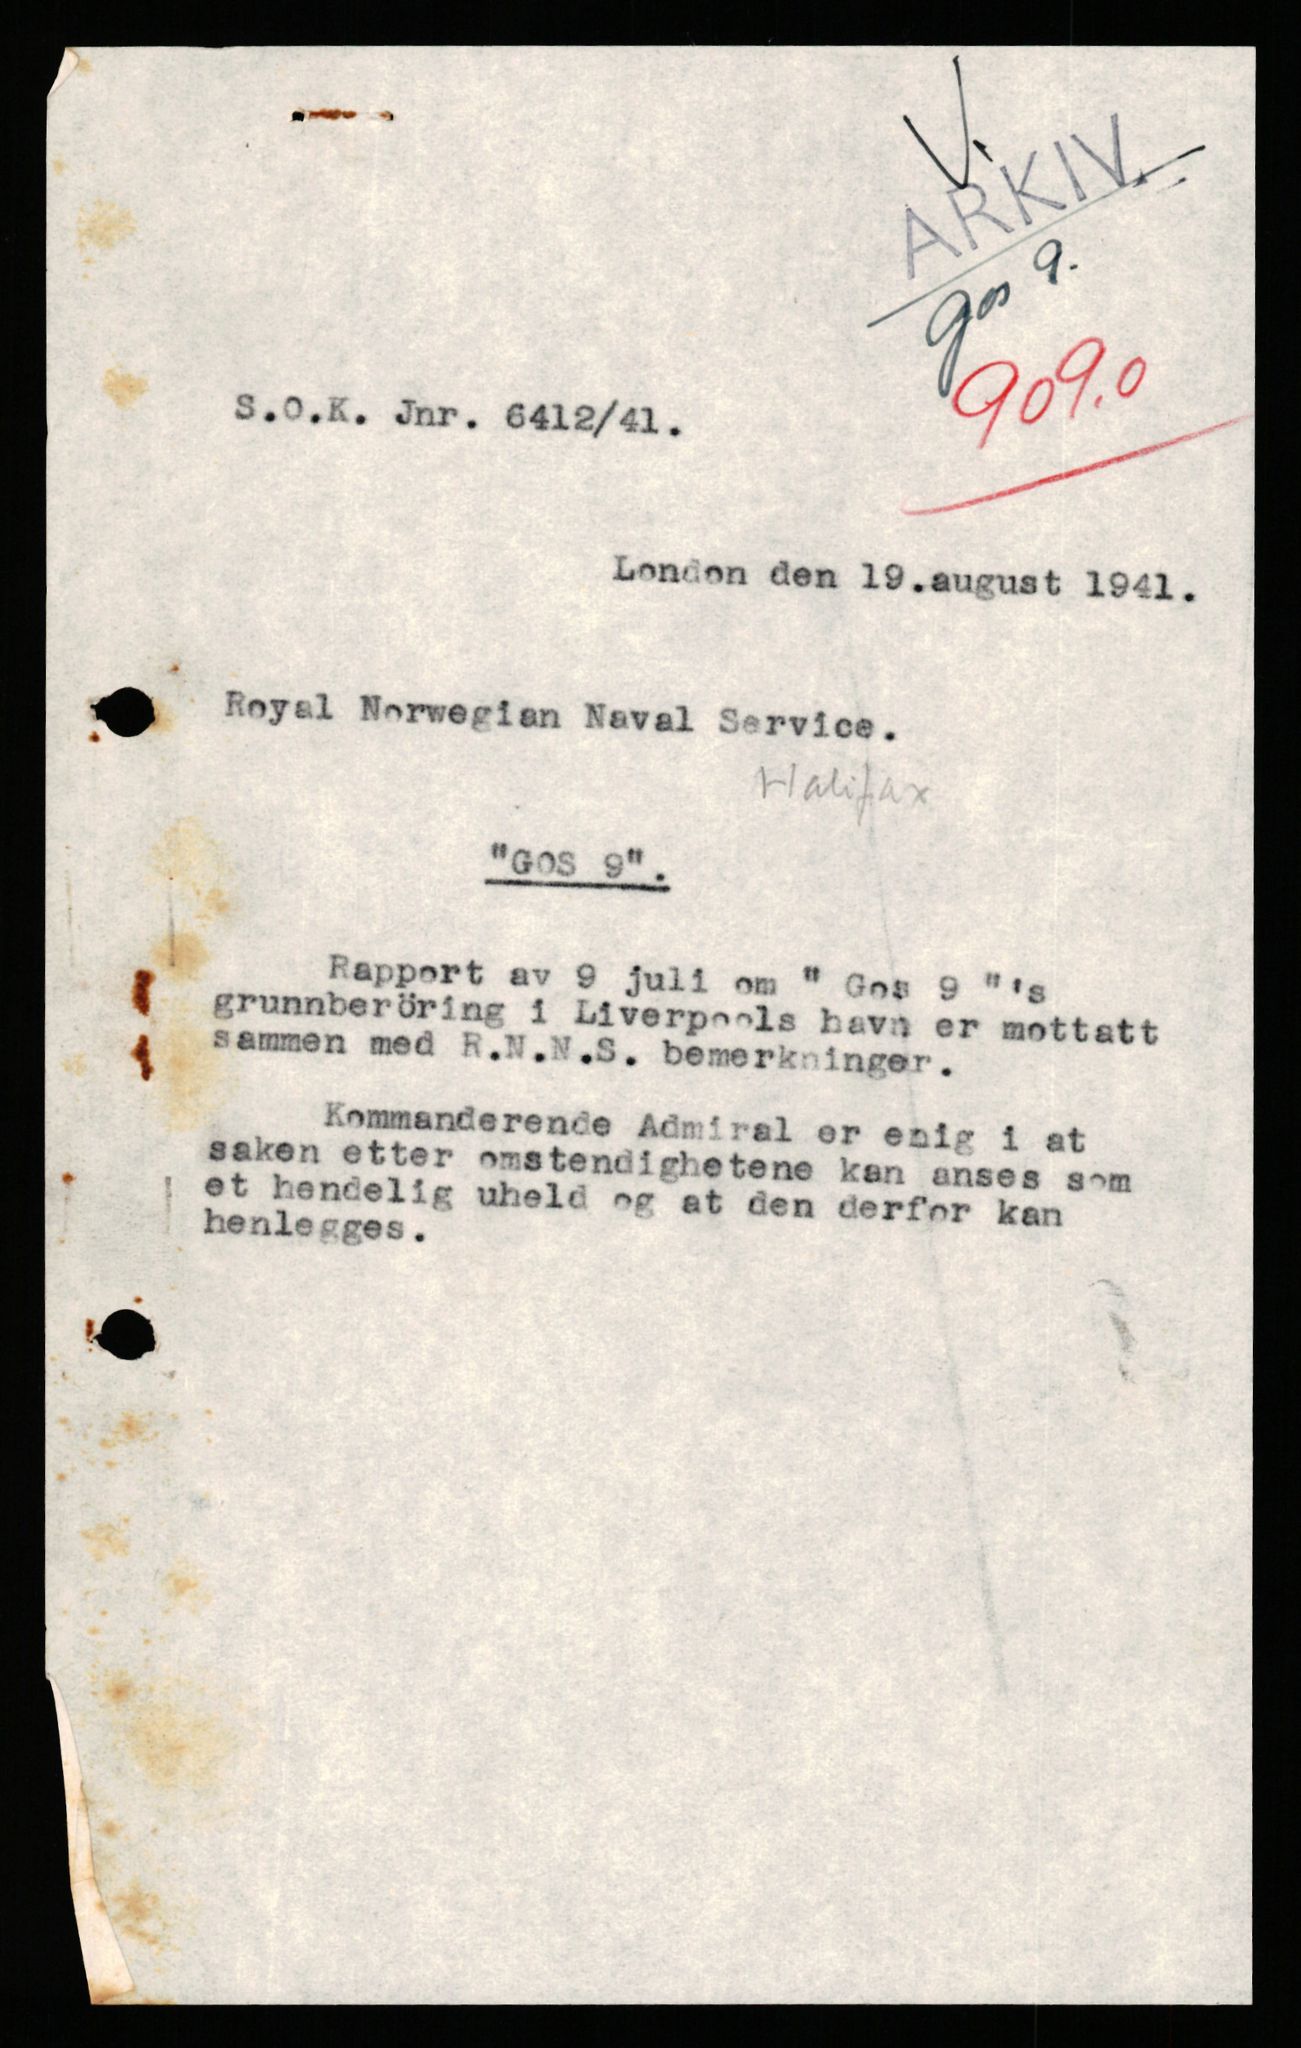 V.
ARKIV
Gos 9.
909.0
S.O.K. Jnr. 6412/41.
London den 19.august 1941.
Royal Norwegian Naval Service.
Halifax
"GOS 9".
Rapport av 9 juli om " Gos 9 "'s
grunnberöring i Liverpools havn er mottatt
sammen med R.N.N.S. bemerkninger.
Kommanderende Admiral er enig i at
saken etter omstendighetene kan anses som
et hendelig uheld og at den derfor kan
henlegges.